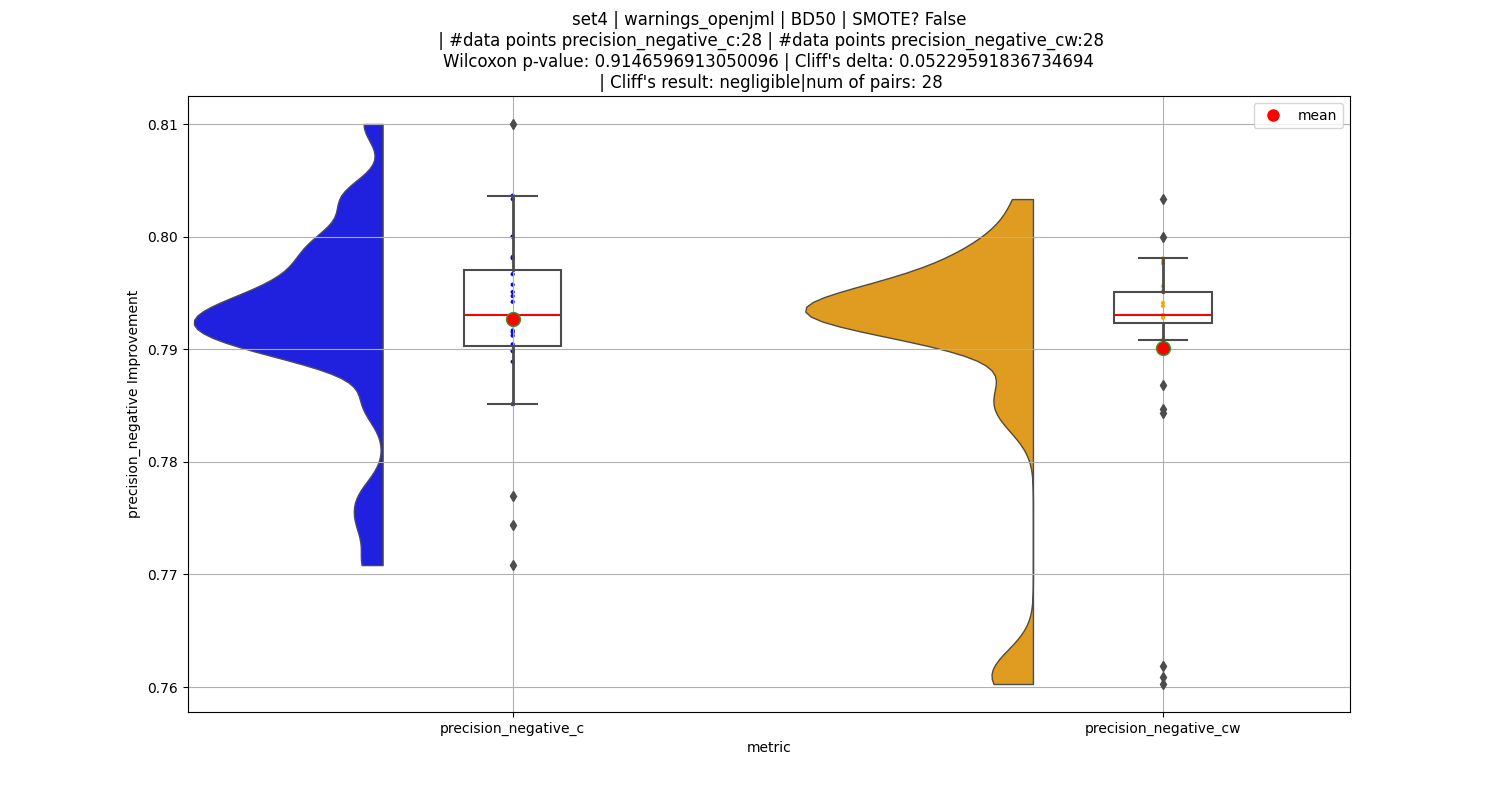 set4 | warnings_openjml | BD50 | SMOTE? False
| #data points precision_negative_c:28 | #data points precision_negative_cw:28
Wilcoxon p-value: 0.9146596913050096 | Cliff's delta: 0.05229591836734694
| Cliff's result: negligible|num of pairs: 28
mean
0.81
0.80
0.79
0.78
0.77
0.76
precision_negative Improvement
precision_negative_c
precision_negative_cw
metric